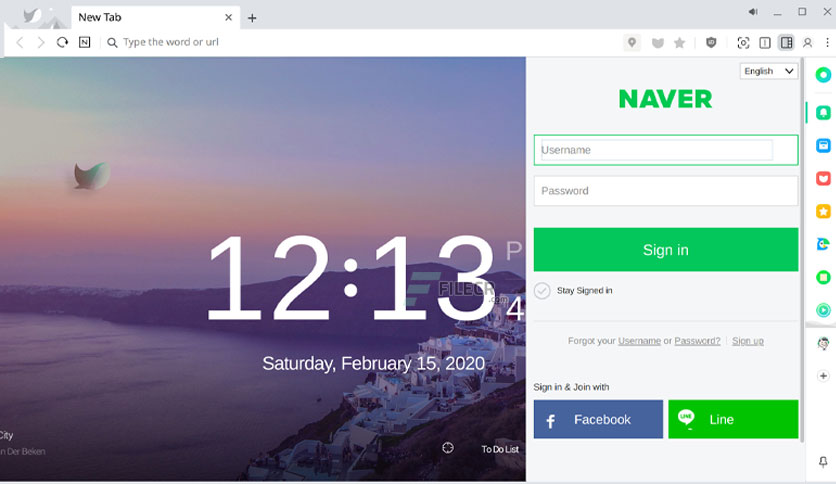 New Tab
N
Type the word or url
English
NAVER
Username
Password
12:13
P
4
FILECR
.com
Sign in
Stay Signed in
Saturday, February 15, 2020
Forgot your Username or Password? Sign up
Sign in & Join with
Facebook
LINE
Line
City
n Der Beken
To Do List